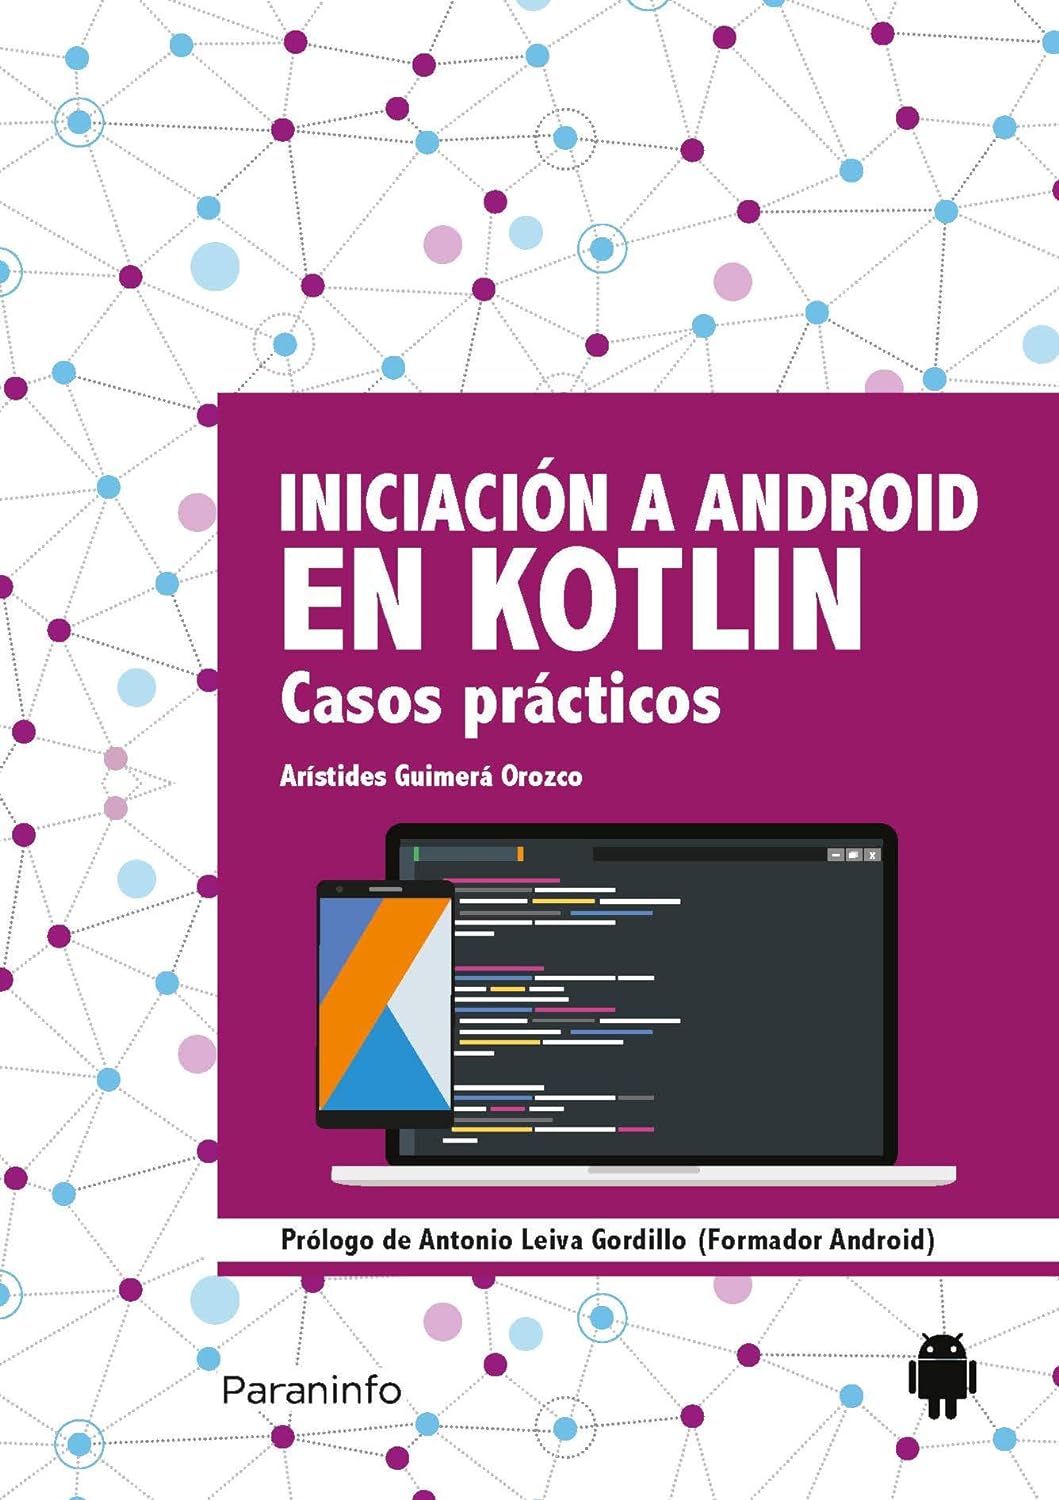 INICIACIÓN A ANDROID
EN KOTLIN
Casos prácticos
Arístides Guimerá Orozco
x
Prólogo de Antonio Leiva Gordillo (Formador Android)
Paraninfo